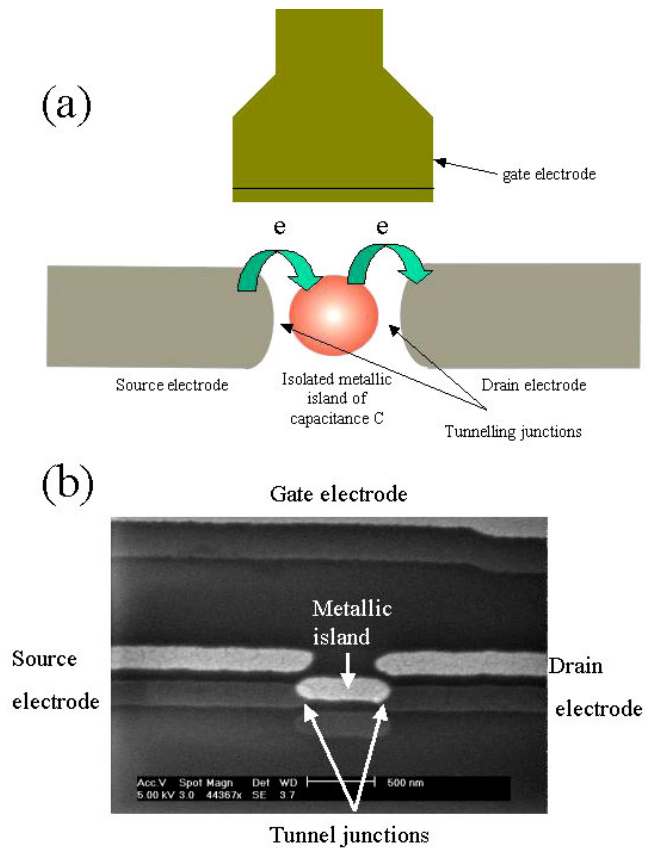 (a)
gate electrode
e
e
Source electrode
Isolated metallic
island of
capacitance C
Drain electrode
Tunnelling junctions
(b)
Gate electrode
Metallic
island
Source
electrode
Drain
electrode
Acc.V Spot Magn Det WD
500 nm
5.00 kV 3.0 44367x SE 3.7
Tunnel junctions